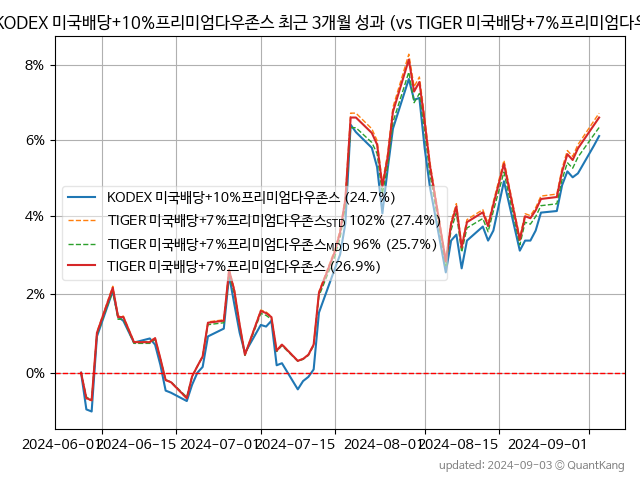 KODEX 미국배당+10%프리미엄다우존스 최근 3개월 성과 (vs TIGER 미국배당+7%프리미엄다우
8%
6%
4%
2%
0%
KODEX 미국배당+10%프리미엄다우존스 (24.7%)
TIGER 미국배당+7%프리미엄다우존스STD 102% (27.4%)
TIGER 미국배당+7%프리미엄다우존스MDD 96% (25.7%)
TIGER 미국배당+7%프리미엄다우존스 (26.9%)
2024-06-01 2024-06-15 2024-07-01 2024-07-15 2024-08-01 2024-08-15 2024-09-01
updated: 2024-09-03 © QuantKang